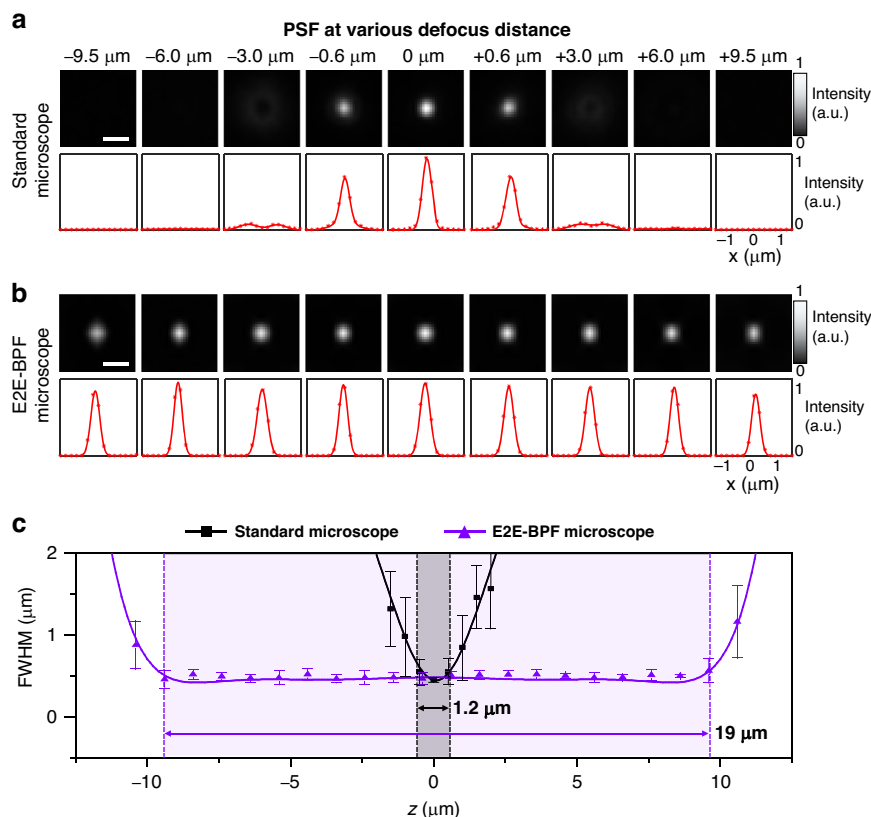 a
PSF at various defocus distance
−9.5 μm −6.0 μm −3.0 μm −0.6 μm 0 μm +0.6 μm +3.0 μm +6.0 μm +9.5 μm
Standard microscope
1
Intensity (a.u.)
0
1
Intensity (a.u.)
0
−1 0 1
x (μm)
b
E2E-BPF microscope
1
Intensity (a.u.)
0
1
Intensity (a.u.)
0
−1 0 1
x (μm)
c
Standard microscope E2E-BPF microscope
FWHM (μm)
2
1
0
1.2 μm
19 μm
−10 −5 0 5 10
z (μm)